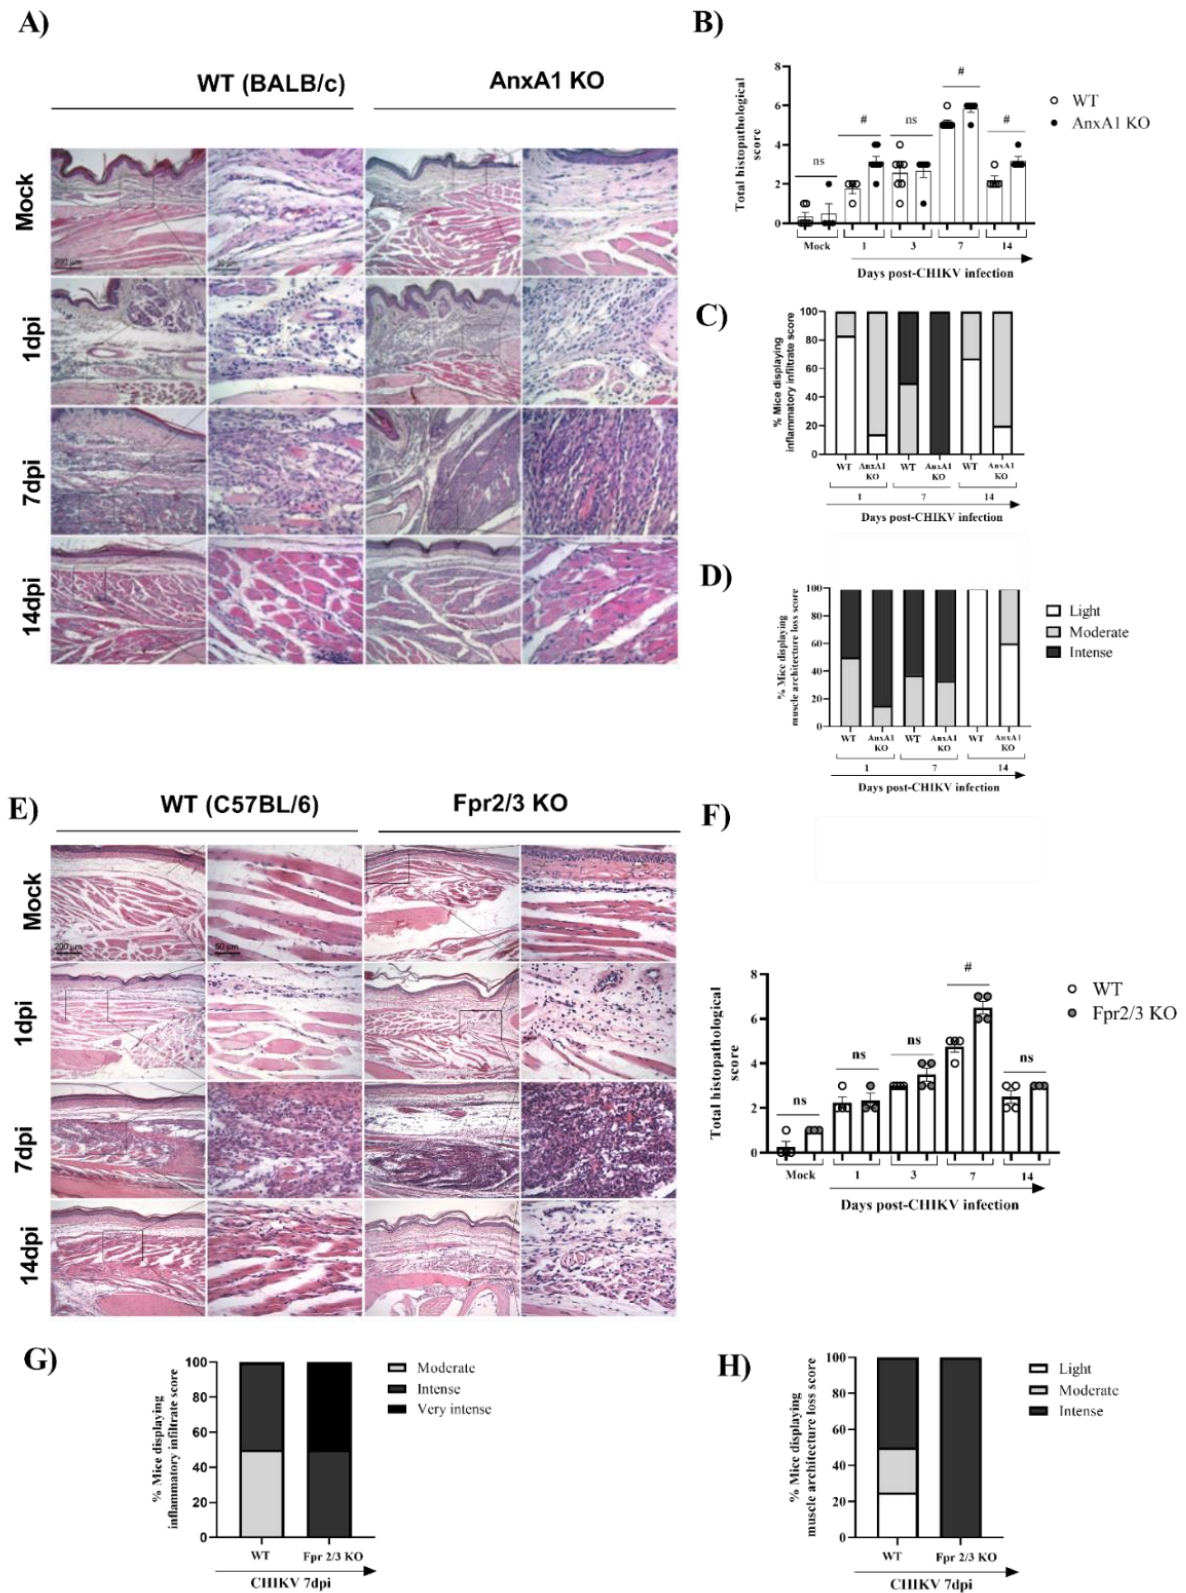 A)
WT (BALB/c)
AnxA1 KO
Mock
1dpi
7dpi
14dpi
200 µm
B)
Total histopathological
score
8
6
4
2
0
ns
#
ns
#
#
WT
AnxA1 KO
Mock
1
3
7
14
Days post-CHIKV infection
C)
% Mice displaying
inflammatory infiltrate score
100
80
60
40
20
0
WT
AnxA1
KO
WT
AnxA1
KO
WT
AnxA1
KO
1
7
14
Days post-CHIKV infection
D)
% Mice displaying
muscle architecture loss score
100
80
60
40
20
0
Light
Moderate
Intense
WT
AnxA1
KO
WT
AnxA1
KO
WT
AnxA1
KO
1
7
14
Days post-CHIKV infection
E)
WT (C57BL/6)
Fpr2/3 KO
Mock
1dpi
7dpi
14dpi
200 µm
50 µm
F)
Total histopathological
score
8
6
4
2
0
ns
ns
ns
#
ns
WT
Fpr2/3 KO
Mock
1
3
7
14
Days post-CHIKV infection
G)
% Mice displaying
inflammatory infiltrate score
100
80
60
40
20
0
Moderate
Intense
Very intense
WT
Fpr 2/3 KO
CHIKV 7dpi
H)
% Mice displaying
muscle architecture loss score
100
80
60
40
20
0
Light
Moderate
Intense
WT
Fpr 2/3 KO
CHIKV 7dpi